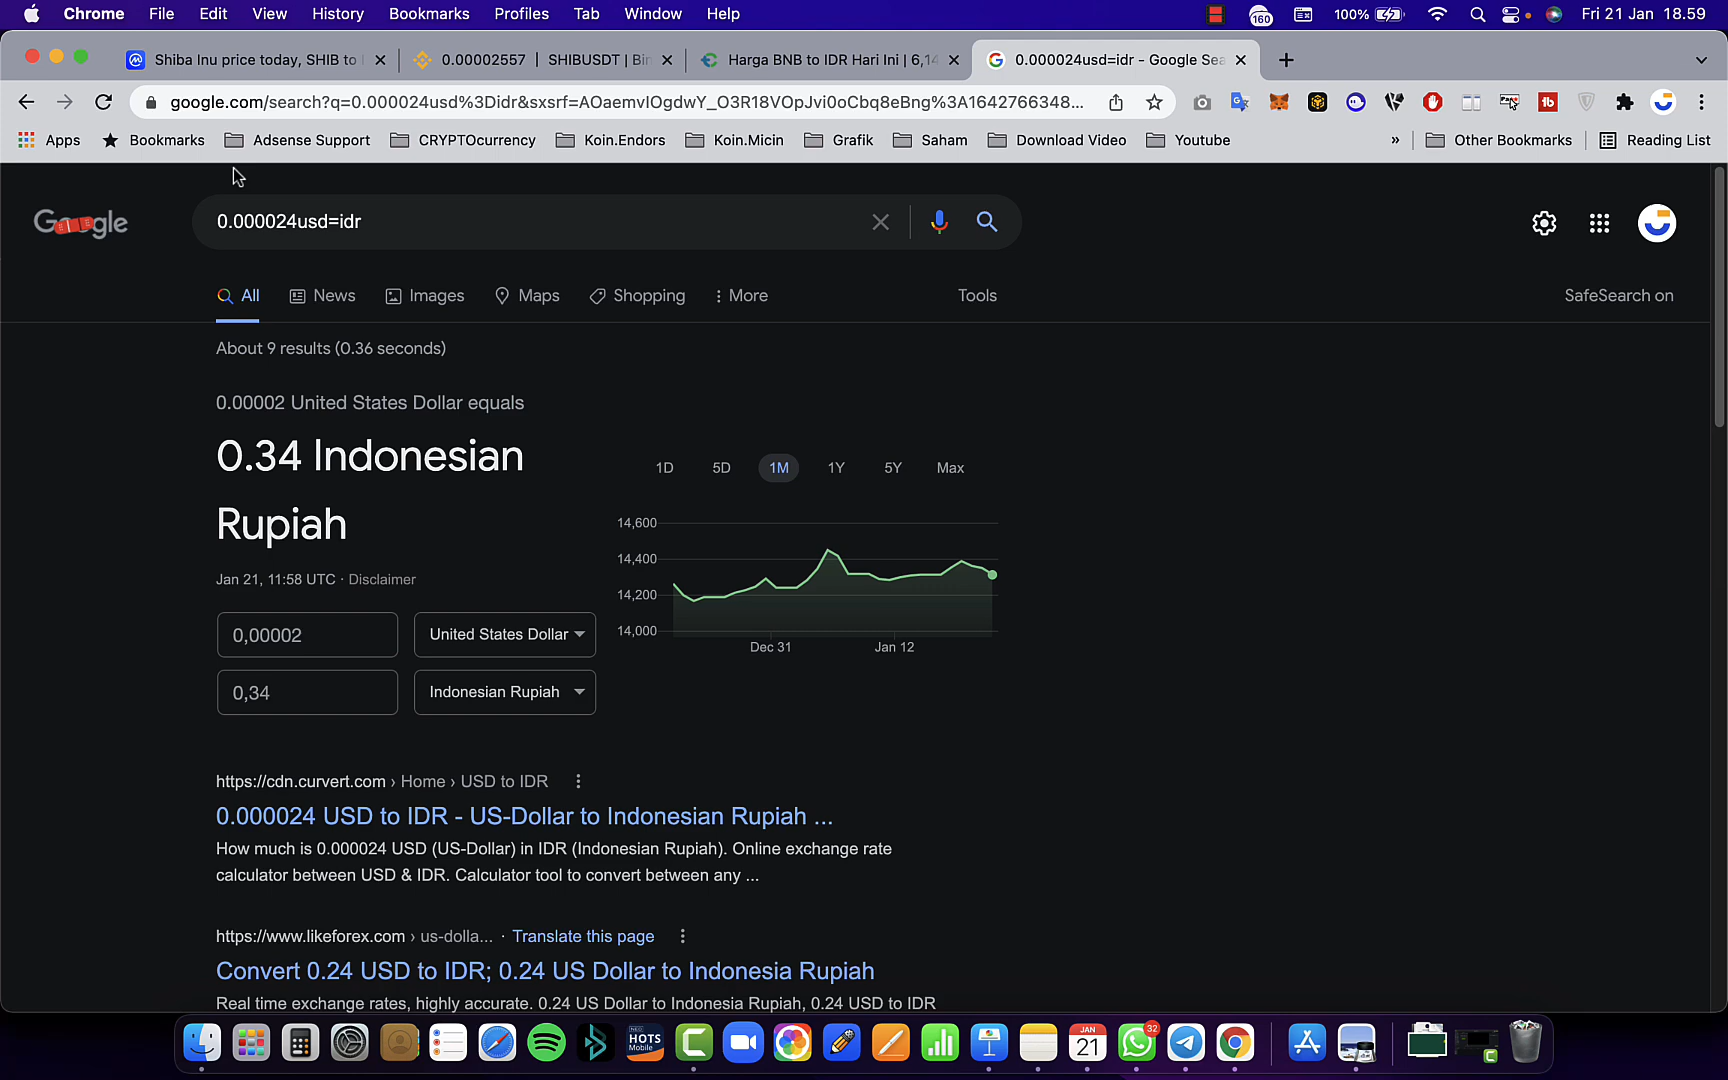 Chrome File Edit View History Bookmarks Profiles Tab Window Help 160 100% Fri 21 Jan 18.59
Shiba Inu price today, SHIB to 0.00002557 | SHIBUSDT | Bin Harga BNB to IDR Hari Ini | 6,14 0.000024usd=idr - Google Sea
google.com/search?q=0.000024usd%3Didr&sxsrf=AOaemvIOgdwY_O3R18VOpJvi0oCbq8eBng%3A1642766348...
Apps Bookmarks Adsense Support CRYPTOcurrency Koin.Endors Koin.Micin Grafik Saham Download Video Youtube » Other Bookmarks Reading List
Google 0.000024usd=idr
All News Images Maps Shopping More Tools SafeSearch on
About 9 results (0.36 seconds)
0.00002 United States Dollar equals
0.34 Indonesian
Rupiah
Jan 21, 11:58 UTC · Disclaimer
0,00002 United States Dollar
0,34 Indonesian Rupiah
1D 5D 1M 1Y 5Y Max
14,600
14,400
14,200
14,000
Dec 31 Jan 12
https://cdn.curvert.com › Home › USD to IDR
0.000024 USD to IDR - US-Dollar to Indonesian Rupiah ...
How much is 0.000024 USD (US-Dollar) in IDR (Indonesian Rupiah). Online exchange rate
calculator between USD & IDR. Calculator tool to convert between any ...
https://www.likeforex.com › us-dolla... · Translate this page
Convert 0.24 USD to IDR; 0.24 US Dollar to Indonesia Rupiah
Real time exchange rates, highly accurate. 0.24 US Dollar to Indonesia Rupiah, 0.24 USD to IDR
HOTS
Mobile
JAN
21
32